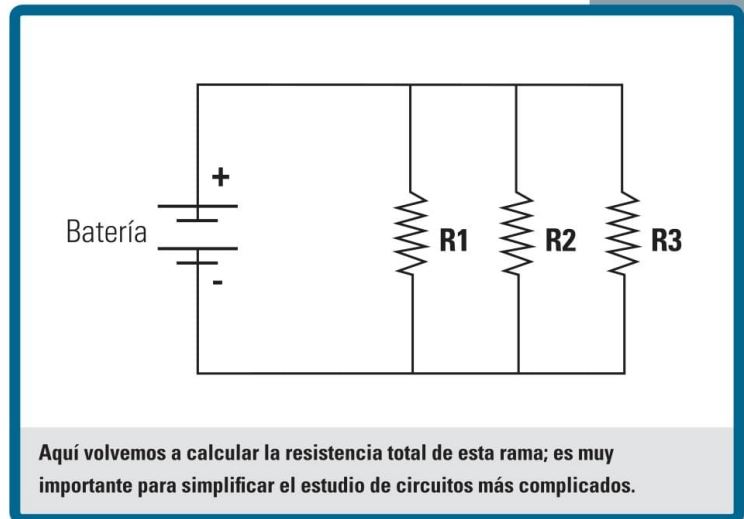 +
Batería
R1 R2 R3
-
Aquí volvemos a calcular la resistencia total de esta rama; es muy
importante para simplificar el estudio de circuitos más complicados.